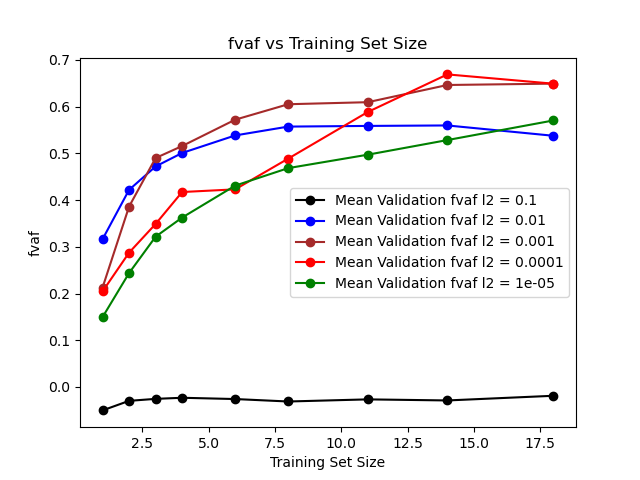 fvaf vs Training Set Size
0.7
0.6
0.5
0.4
0.3
0.2
0.1
0.0
fvaf
Mean Validation fvaf l2 = 0.1
Mean Validation fvaf l2 = 0.01
Mean Validation fvaf l2 = 0.001
Mean Validation fvaf l2 = 0.0001
Mean Validation fvaf l2 = 1e-05
2.5 5.0 7.5 10.0 12.5 15.0 17.5
Training Set Size